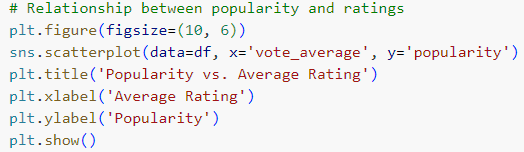 # Relationship between popularity and ratings
plt.figure(figsize=(10, 6))
sns.scatterplot(data=df, x='vote_average', y='popularity')
plt.title('Popularity vs. Average Rating')
plt.xlabel('Average Rating')
plt.ylabel('Popularity')
plt.show()